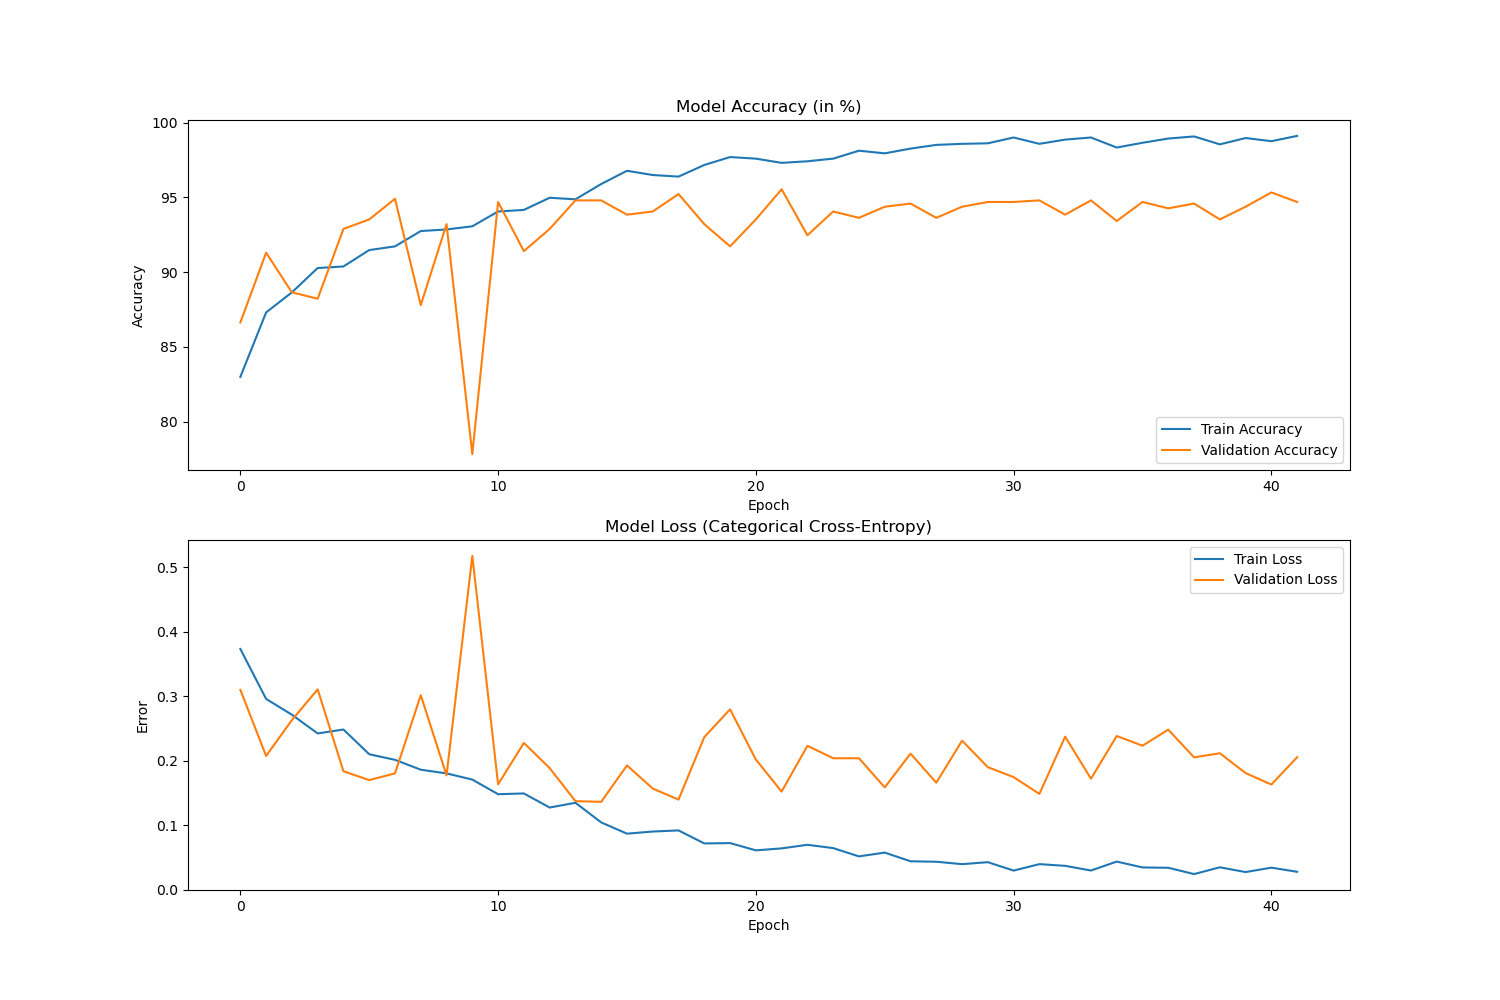 Model Accuracy (in %)
100
95
90
85
80
Accuracy
Train Accuracy
Validation Accuracy
0 10 20 30 40
Epoch
Model Loss (Categorical Cross-Entropy)
0.5
0.4
0.3
0.2
0.1
0.0
Error
Train Loss
Validation Loss
0 10 20 30 40
Epoch